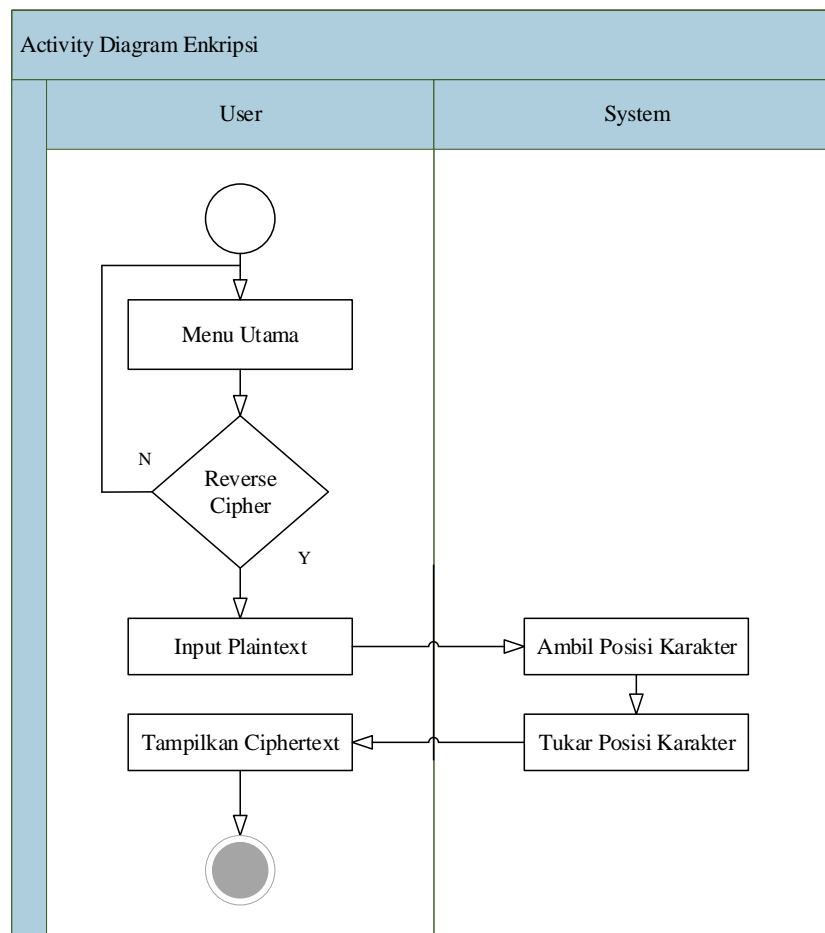 Activity Diagram Enkripsi
User
System
Menu Utama
N
Reverse
Cipher
Y
Input Plaintext
Ambil Posisi Karakter
Tampilkan Ciphertext
Tukar Posisi Karakter